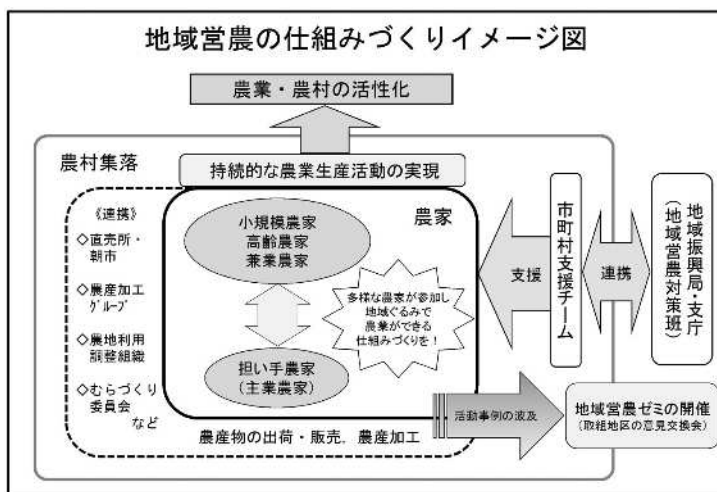 地域営農の仕組みづくりイメージ図
農業・農村の活性化
農村集落
持続的な農業生産活動の実現
《連携》
◇直売所・
朝市
◇農産加工
グループ
◇農地利用
調整組織
◇むらづくり
委員会
など
農家
小規模農家
高齢農家
兼業農家
多様な農家が参加し
地域ぐるみで
農業ができる
仕組みづくりを!
担い手農家
(主業農家)
支援
市町村支援チーム
連携
地域振興局・支庁
(地域営農対策班)
活動事例の波及
地域営農ゼミの開催
(取組地区の意見交換会)
農産物の出荷・販売,農産加工